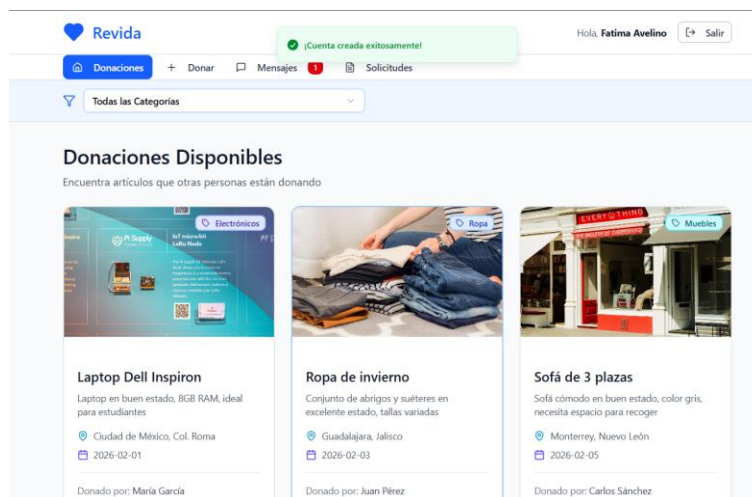 Revida
¡Cuenta creada exitosamente!
Hola, Fatima Avelino
Salir
Donaciones
Donar
Mensajes
1
Solicitudes
Todas las Categorías
Donaciones Disponibles
Encuentra artículos que otras personas están donando
Electrónicos
Pi Supply
IoT micro:bit
LoRa Node
Ropa
EVERYTHING
Muebles
Laptop Dell Inspiron
Laptop en buen estado, 8GB RAM, ideal
para estudiantes
Ciudad de México, Col. Roma
2026-02-01
Donado por: María García
Ropa de invierno
Conjunto de abrigos y suéteres en
excelente estado, tallas variadas
Guadalajara, Jalisco
2026-02-03
Donado por: Juan Pérez
Sofá de 3 plazas
Sofá cómodo en buen estado, color gris,
necesita espacio para recoger
Monterrey, Nuevo León
2026-02-05
Donado por: Carlos Sánchez